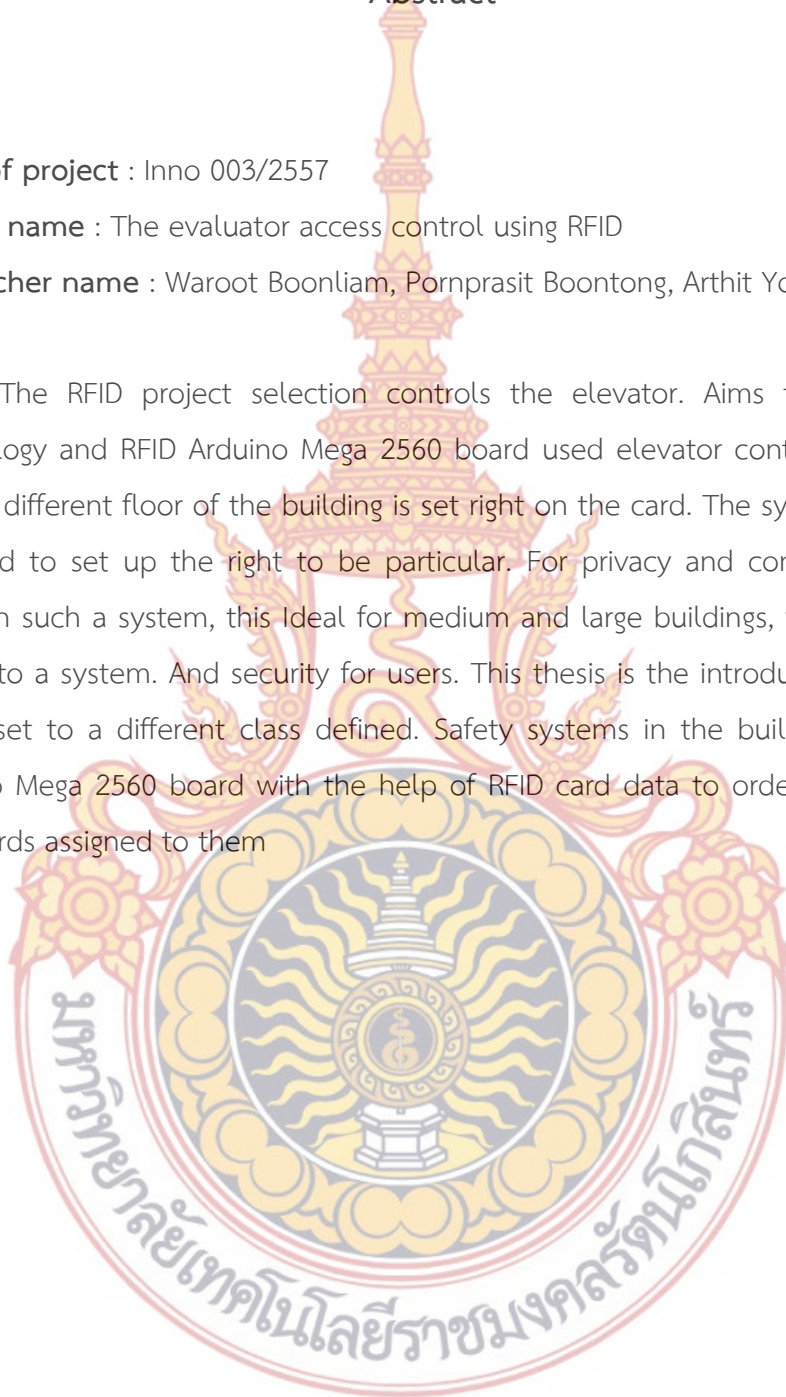 Abstruct
of project : Inno 003/2557
name : The evaluator access control using RFID
cher name : Waroot Boonliam, Pornprasit Boontong, Arthit Yo
The RFID project selection controls the elevator. Aims
logy and RFID Arduino Mega 2560 board used elevator cont
different floor of the building is set right on the card. The sy
d to set up the right to be particular. For privacy and con
n such a system, this Ideal for medium and large buildings,
to a system. And security for users. This thesis is the introdu
set to a different class defined. Safety systems in the buil
o Mega 2560 board with the help of RFID card data to orde
rds assigned to them
มหาวิทยาลัยเทคโนโลยีราชมงคลรัตนโกสินทร์